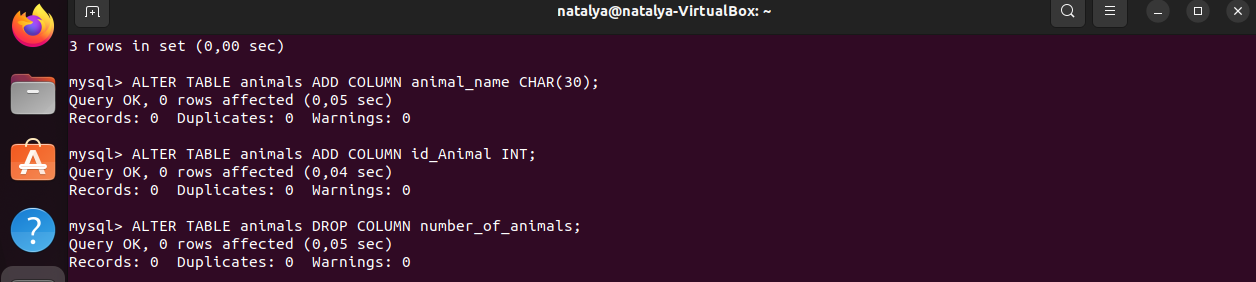 natalya@natalya-VirtualBox: ~
3 rows in set (0,00 sec)
mysql> ALTER TABLE animals ADD COLUMN animal_name CHAR(30);
Query OK, 0 rows affected (0,05 sec)
Records: 0  Duplicates: 0  Warnings: 0
mysql> ALTER TABLE animals ADD COLUMN id_Animal INT;
Query OK, 0 rows affected (0,04 sec)
Records: 0  Duplicates: 0  Warnings: 0
mysql> ALTER TABLE animals DROP COLUMN number_of_animals;
Query OK, 0 rows affected (0,05 sec)
Records: 0  Duplicates: 0  Warnings: 0